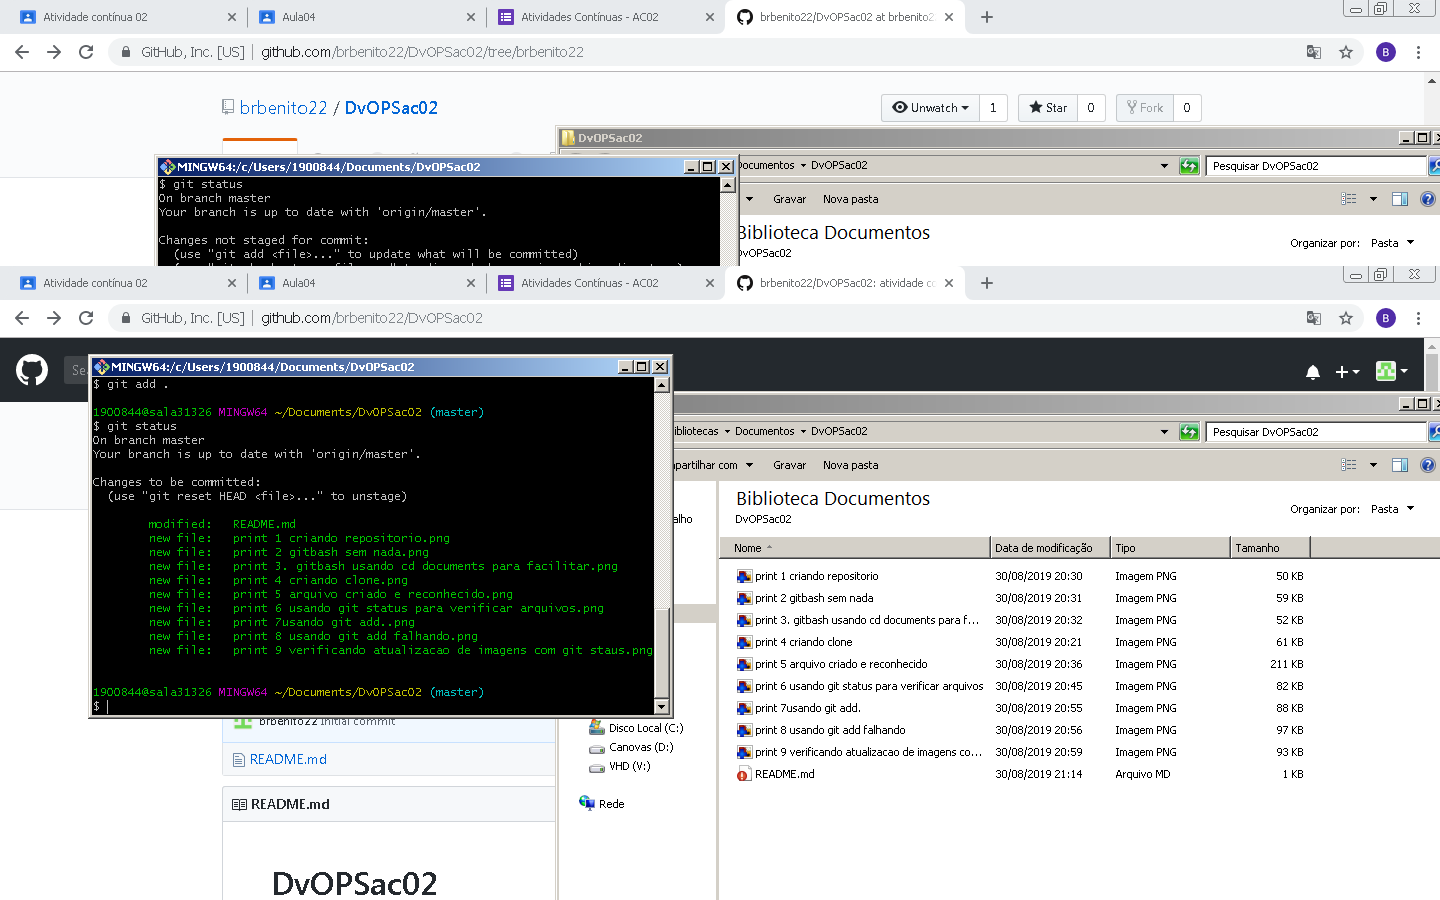 Atividade contínua 02
Aula04
Atividades Contínuas - AC02
brbenito22/DvOPSac02 at brbenito2
GitHub, Inc. [US] | github.com/brbenito22/DvOPSac02/tree/brbenito22
B
brbenito22 / DvOPSac02
Unwatch 1
Star 0
Fork 0
DvOPSac02
MINGW64:/c/Users/1900844/Documents/DvOPSac02
ocumentos DvOPSac02
Pesquisar DvOPSac02
$ git status
On branch master
Your branch is up to date with 'origin/master'.
Changes not staged for commit:
(use "git add <file>..." to update what will be committed)
Gravar
Nova pasta
Biblioteca Documentos
DvOPSac02
Organizar por: Pasta
Atividade contínua 02
Aula04
Atividades Contínuas - AC02
brbenito22/DvOPSac02: atividade co
GitHub, Inc. [US] | github.com/brbenito22/DvOPSac02
B
Sea
MINGW64:/c/Users/1900844/Documents/DvOPSac02
$ git add .
1900844@sala31326 MINGW64 ~/Documents/DvOPSac02 (master)
$ git status
On branch master
Your branch is up to date with 'origin/master'.
Changes to be committed:
(use "git reset HEAD <file>..." to unstage)
modified: README.md
new file: print 1 criando repositorio.png
new file: print 2 gitbash sem nada.png
new file: print 3. gitbash usando cd documents para facilitar.png
new file: print 4 criando clone.png
new file: print 5 arquivo criado e reconhecido.png
new file: print 6 usando git status para verificar arquivos.png
new file: print 7usando git add..png
new file: print 8 usando git add falhando.png
new file: print 9 verificando atualizacao de imagens com git staus.png
1900844@sala31326 MINGW64 ~/Documents/DvOPSac02 (master)
$
ibliotecas Documentos DvOPSac02
Pesquisar DvOPSac02
partilhar com
Gravar
Nova pasta
Biblioteca Documentos
DvOPSac02
Organizar por: Pasta
alho
Nome Data de modificação Tipo Tamanho
print 1 criando repositorio 30/08/2019 20:30 Imagem PNG 50 KB
print 2 gitbash sem nada 30/08/2019 20:31 Imagem PNG 59 KB
print 3. gitbash usando cd documents para f... 30/08/2019 20:32 Imagem PNG 52 KB
print 4 criando clone 30/08/2019 20:21 Imagem PNG 61 KB
print 5 arquivo criado e reconhecido 30/08/2019 20:36 Imagem PNG 211 KB
print 6 usando git status para verificar arquivos 30/08/2019 20:45 Imagem PNG 82 KB
print 7usando git add. 30/08/2019 20:55 Imagem PNG 88 KB
print 8 usando git add falhando 30/08/2019 20:56 Imagem PNG 97 KB
print 9 verificando atualizacao de imagens co... 30/08/2019 20:59 Imagem PNG 93 KB
README.md 30/08/2019 21:14 Arquivo MD 1 KB
Disco Local (C:)
Canovas (D:)
VHD (V:)
Rede
brbenito22 Initial commit
README.md
README.md
DvOPSac02